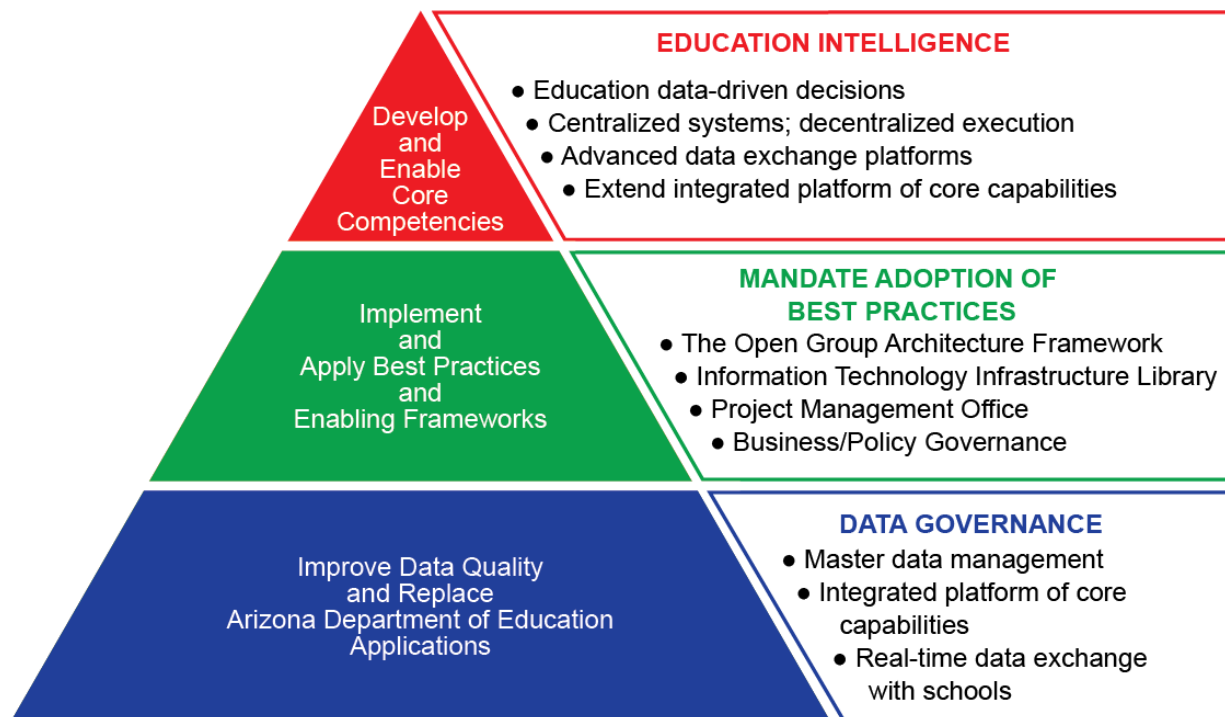 Develop
and
Enable
Core
Competencies
EDUCATION INTELLIGENCE
● Education data-driven decisions
● Centralized systems; decentralized execution
● Advanced data exchange platforms
● Extend integrated platform of core capabilities
Implement
and
Apply Best Practices
and
Enabling Frameworks
MANDATE ADOPTION OF
BEST PRACTICES
● The Open Group Architecture Framework
● Information Technology Infrastructure Library
● Project Management Office
● Business/Policy Governance
Improve Data Quality
and Replace
Arizona Department of Education
Applications
DATA GOVERNANCE
● Master data management
● Integrated platform of core
capabilities
● Real-time data exchange
with schools